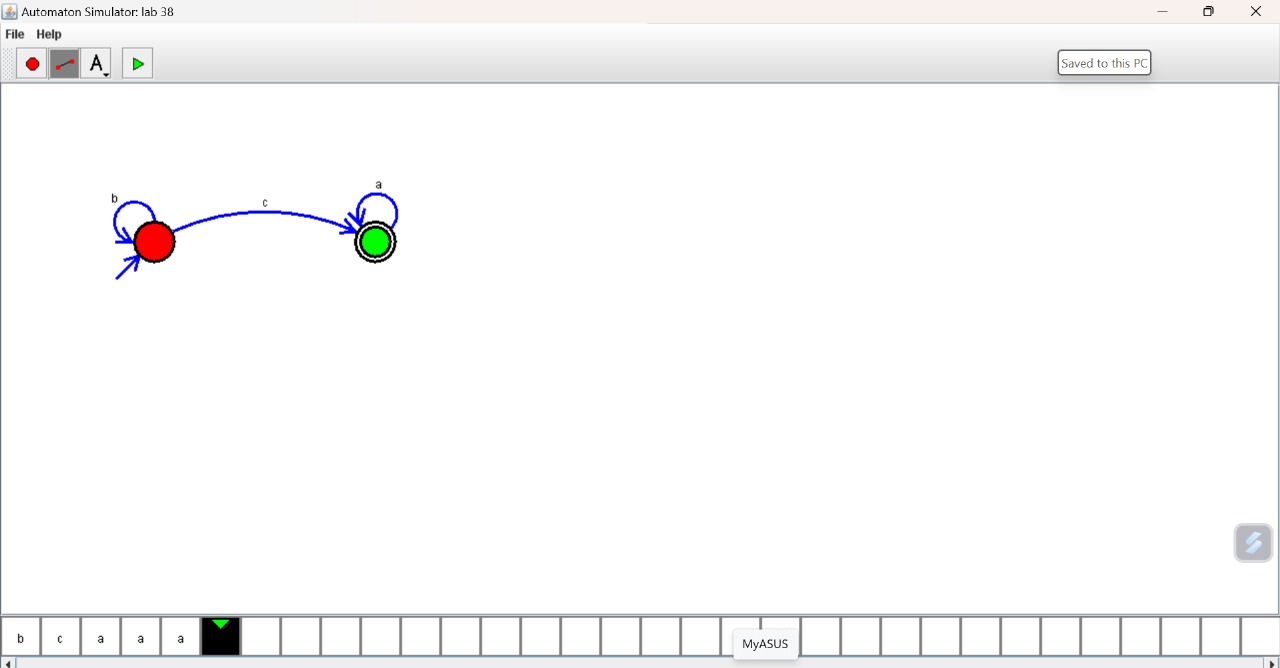 Automaton Simulator: lab 38
File Help
A
Saved to this PC
b
c
a
b c a a a
MyASUS